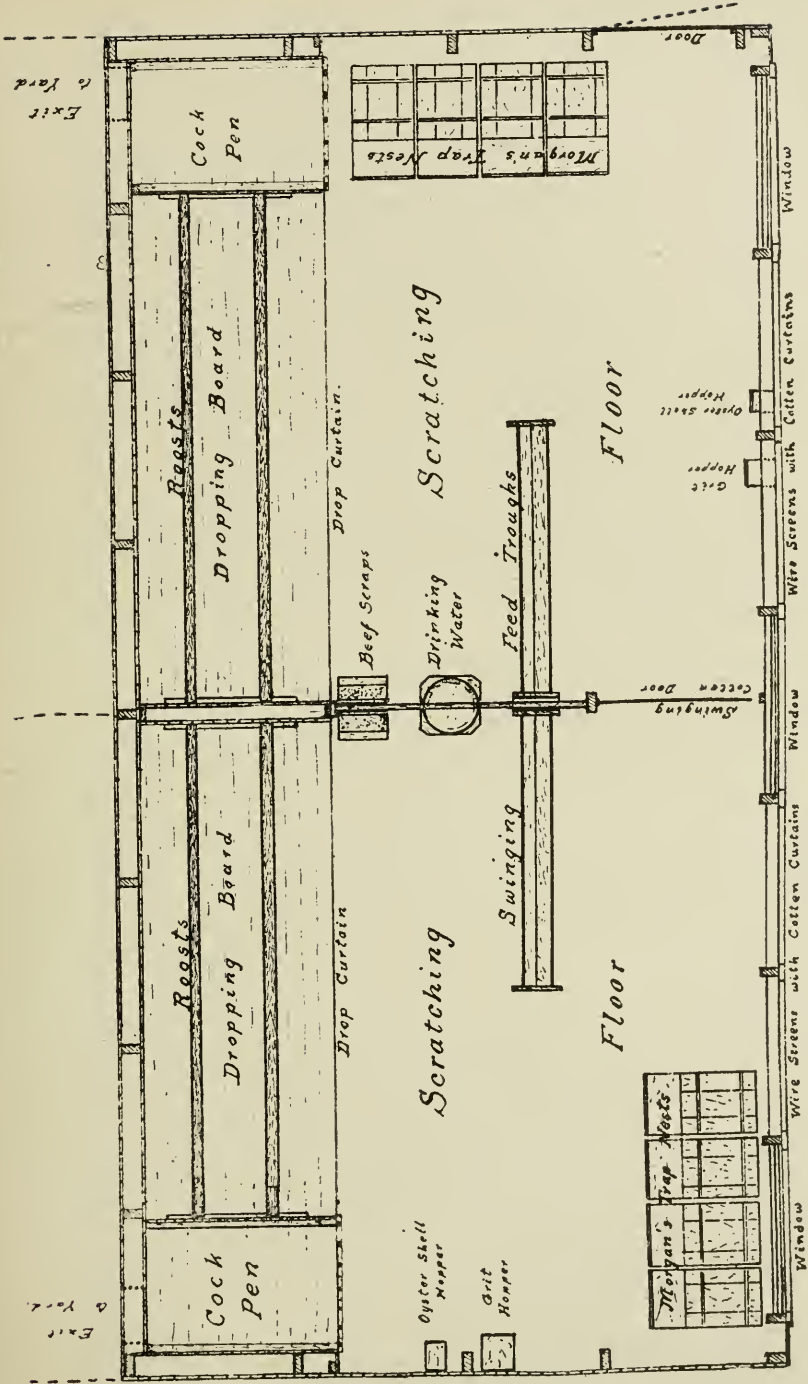 Exit
to Yard
Cock
Pen
Roosts
Dropping Board
Drop Curtain.
Morgan's Trap Nests
Door
Scratching
Floor
Beef Scraps
Drinking
Water
Feed Troughs
Swinging
Swinging
Cotten Door
Oyster Shell
Hopper
Grit
Hopper
Window
Wire Screens with Cotten Curtains
Window
Exit
to Yard.
Cock
Pen
Roosts
Dropping Board
Drop Curtain
Scratching
Floor
Oyster Shell
Hopper
Grit
Hopper
Morgan's Trap Nests
Wire Screens with Cotten Curtains
Window